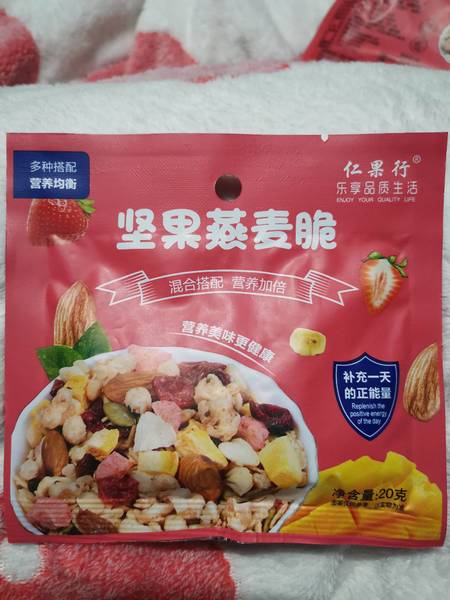 多种搭配
营养均衡
仁果行®
乐享品质生活
ENJOY YOUR QUALITY LIFE
坚果燕麦脆
混合搭配 营养加倍
营养美味更健康
补充一天
的正能量
Replenish the
positive energy
of the day
净含量:20克